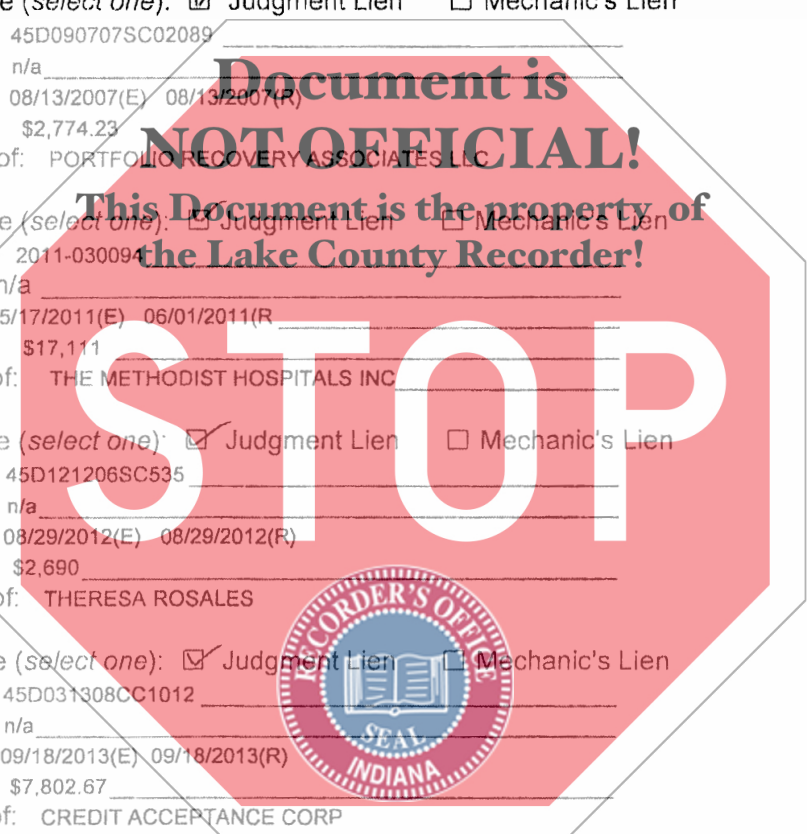 e (select one): ☑ Judgment Lien ☐ Mechanic's Lien
45D090707SC02089
n/a
08/13/2007(E) 08/13/2007(R)
$2,774.23
of: PORTFOLIO RECOVERY ASSOCIATES LLC
Document is
NOT OFFICIAL!
This Document is the property of
the Lake County Recorder!
e (select one): ☑ Judgment Lien ☐ Mechanic's Lien
2011-030094
n/a
5/17/2011(E) 06/01/2011(R
$17,111
of: THE METHODIST HOSPITALS INC
STOP
e (select one): ☑ Judgment Lien ☐ Mechanic's Lien
45D121206SC535
n/a
08/29/2012(E) 08/29/2012(R)
$2,690
of: THERESA ROSALES
RECORDER'S OFFICE
SEAL
INDIANA
e (select one): ☑ Judgment Lien ☐ Mechanic's Lien
45D031308CC1012
n/a
09/18/2013(E) 09/18/2013(R)
$7,802.67
of: CREDIT ACCEPTANCE CORP